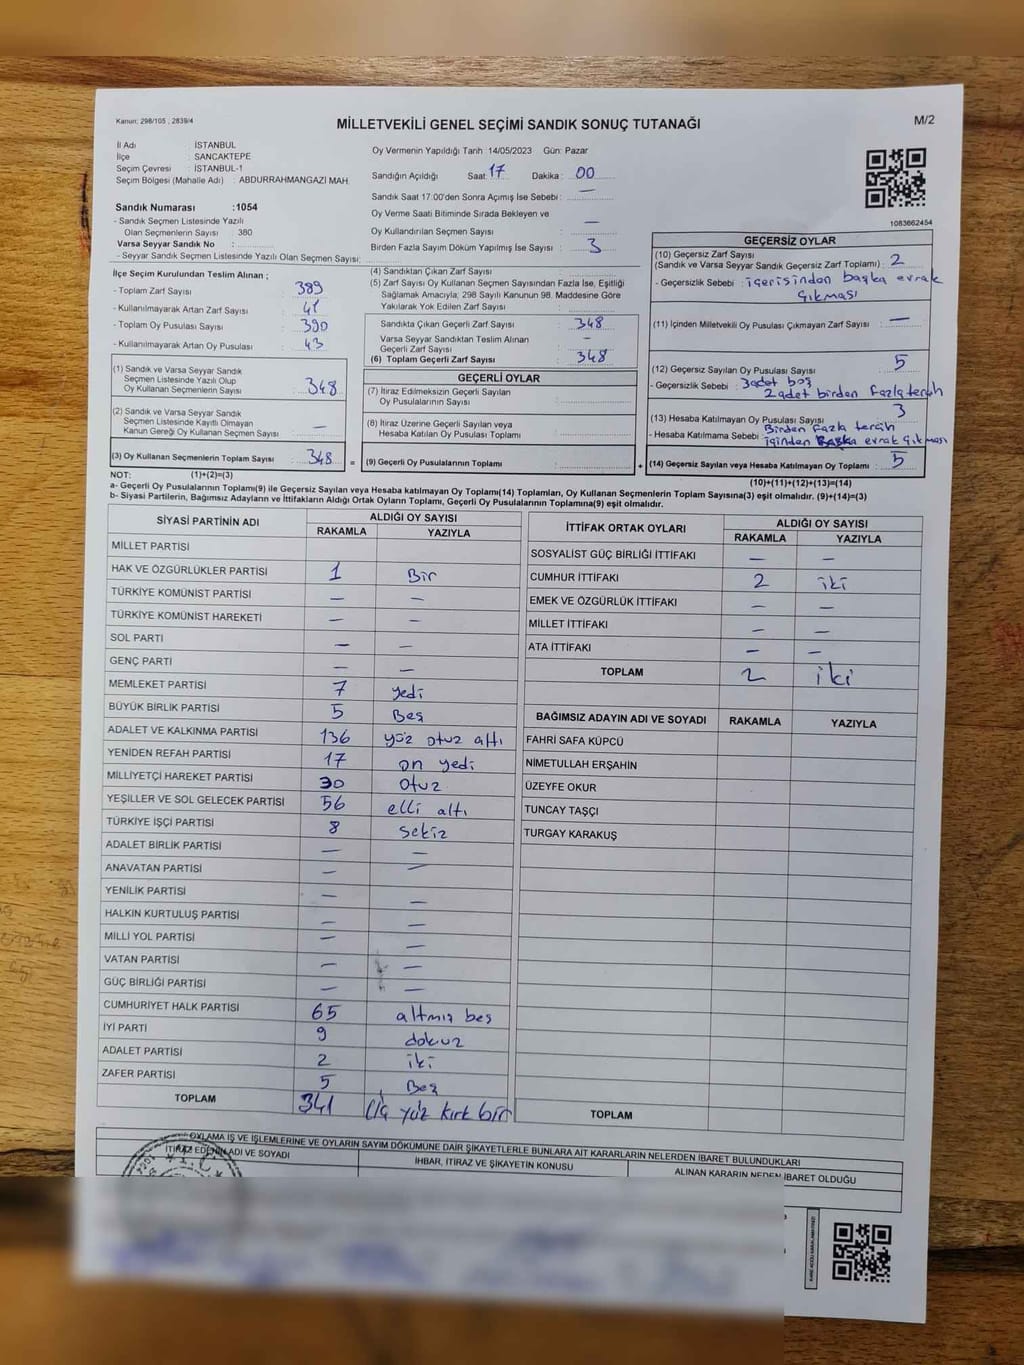 Kanun: 298/105 ; 2839/4
MİLLETVEKİLİ GENEL SEÇİMİ SANDIK SONUÇ TUTANAĞI
M/2
İl Adı : İSTANBUL
İlçe : SANCAKTEPE
Seçim Çevresi : İSTANBUL-1
Seçim Bölgesi (Mahalle Adı) : ABDURRAHMANGAZİ MAH.
Sandık Numarası :1054
- Sandık Seçmen Listesinde Yazılı
Olan Seçmenlerin Sayısı : 380
Varsa Seyyar Sandık No :
- Seyyar Sandık Seçmen Listesinde Yazılı Olan Seçmen Sayısı:
Oy Vermenin Yapıldığı Tarih :14/05/2023 Gün: Pazar
Sandığın Açıldığı Saat: 17 Dakika : 00
Sandık Saat 17:00'den Sonra Açımış İse Sebebi : —
Oy Verme Saati Bitiminde Sırada Bekleyen ve
Oy Kullandırılan Seçmen Sayısı : —
Birden Fazla Sayım Döküm Yapılmış İse Sayısı : 3
1083662454
İlçe Seçim Kurulundan Teslim Alınan ;
- Toplam Zarf Sayısı : 389
- Kullanılmayarak Artan Zarf Sayısı : 41
- Toplam Oy Pusulası Sayısı : 390
- Kullanılmayarak Artan Oy Pusulası : 43
(1) Sandık ve Varsa Seyyar Sandık
Seçmen Listesinde Yazılı Olup
Oy Kullanan Seçmenlerin Sayısı : 348
(2) Sandık ve Varsa Seyyar Sandık
Seçmen Listesinde Kayıtlı Olmayan
Kanun Gereği Oy Kullanan Seçmen Sayısı : —
(3) Oy Kullanan Seçmenlerin Toplam Sayısı : 348 =
(4) Sandıktan Çıkan Zarf Sayısı :
(5) Zarf Sayısı Oy Kullanan Seçmen Sayısından Fazla İse, Eşitliği
Sağlamak Amacıyla; 298 Sayılı Kanunun 98. Maddesine Göre
Yakılarak Yok Edilen Zarf Sayısı :
Sandıkta Çıkan Geçerli Zarf Sayısı : 348
Varsa Seyyar Sandıktan Teslim Alınan
Geçerli Zarf Sayısı : —
(6) Toplam Geçerli Zarf Sayısı : 348
GEÇERLİ OYLAR
(7) İtiraz Edilmeksizin Geçerli Sayılan
Oy Pusulalarının Sayısı :
(8) İtiraz Üzerine Geçerli Sayılan veya
Hesaba Katılan Oy Pusulası Toplamı :
(9) Geçerli Oy Pusulalarının Toplamı : +
GEÇERSİZ OYLAR
(10) Geçersiz Zarf Sayısı
(Sandık ve Varsa Seyyar Sandık Geçersiz Zarf Toplamı) : 2
- Geçersizlik Sebebi : içerisinden başka evrak
çıkması
(11) İçinden Milletvekili Oy Pusulası Çıkmayan Zarf Sayısı : —
(12) Geçersiz Sayılan Oy Pusulası Sayısı : 5
- Geçersizlik Sebebi : 3adet boş
2 adet birden fazla tercih
(13) Hesaba Katılmayan Oy Pusulası Sayısı : 3
- Hesaba Katılmama Sebebi : Birden Fazla tercih
içinden Başka evrak çıkması
(14) Geçersiz Sayılan veya Hesaba Katılmayan Oy Toplamı : 5
NOT: (1)+(2)=(3)
(10)+(11)+(12)+(13)=(14)
a- Geçerli Oy Pusulalarının Toplamı(9) ile Geçersiz Sayılan veya Hesaba katılmayan Oy Toplamı(14) Toplamları, Oy Kullanan Seçmenlerin Toplam Sayısına(3) eşit olmalıdır. (9)+(14)=(3)
b- Siyasi Partilerin, Bağımsız Adayların ve İttifakların Aldığı Ortak Oyların Toplamı, Geçerli Oy Pusulalarının Toplamına(9) eşit olmalıdır.
SİYASİ PARTİNİN ADI
ALDIĞI OY SAYISI
RAKAMLA YAZIYLA
MİLLET PARTİSİ
HAK VE ÖZGÜRLÜKLER PARTİSİ 1 Bir
TÜRKİYE KOMÜNİST PARTİSİ — —
TÜRKİYE KOMÜNİST HAREKETİ — —
SOL PARTİ — —
GENÇ PARTİ — —
MEMLEKET PARTİSİ 7 yedi
BÜYÜK BİRLİK PARTİSİ 5 Beş
ADALET VE KALKINMA PARTİSİ 136 yüz otuz altı
YENİDEN REFAH PARTİSİ 17 on yedi
MİLLİYETÇİ HAREKET PARTİSİ 30 otuz
YEŞİLLER VE SOL GELECEK PARTİSİ 56 elli altı
TÜRKİYE İŞÇİ PARTİSİ 8 sekiz
ADALET BİRLİK PARTİSİ — —
ANAVATAN PARTİSİ — —
YENİLİK PARTİSİ — —
HALKIN KURTULUŞ PARTİSİ — —
MİLLİ YOL PARTİSİ — —
VATAN PARTİSİ — —
GÜÇ BİRLİĞİ PARTİSİ — —
CUMHURİYET HALK PARTİSİ 65 altmış beş
İYİ PARTİ 9 dokuz
ADALET PARTİSİ 2 iki
ZAFER PARTİSİ 5 Beş
TOPLAM 341 Üç yüz kırk bir
İTTİFAK ORTAK OYLARI
ALDIĞI OY SAYISI
RAKAMLA YAZIYLA
SOSYALİST GÜÇ BİRLİĞİ İTTİFAKI — —
CUMHUR İTTİFAKI 2 iki
EMEK VE ÖZGÜRLÜK İTTİFAKI — —
MİLLET İTTİFAKI — —
ATA İTTİFAKI — —
TOPLAM 2 iki
BAĞIMSIZ ADAYIN ADI VE SOYADI RAKAMLA YAZIYLA
FAHRİ SAFA KÜPCÜ
NİMETULLAH ERŞAHİN
ÜZEYFE OKUR
TUNCAY TAŞÇI
TURGAY KARAKUŞ
TOPLAM
OYLAMA İŞ VE İŞLEMLERİNE VE OYLARIN SAYIM DÖKÜMÜNE DAİR ŞİKAYETLERLE BUNLARA AİT KARARLARIN NELERDEN İBARET BULUNDUKLARI
İTİRAZ EDENİN ADI VE SOYADI
İHBAR, İTİRAZ VE ŞİKAYETİN KONUSU
ALINAN KARARIN NEDEN İBARET OLDUĞU